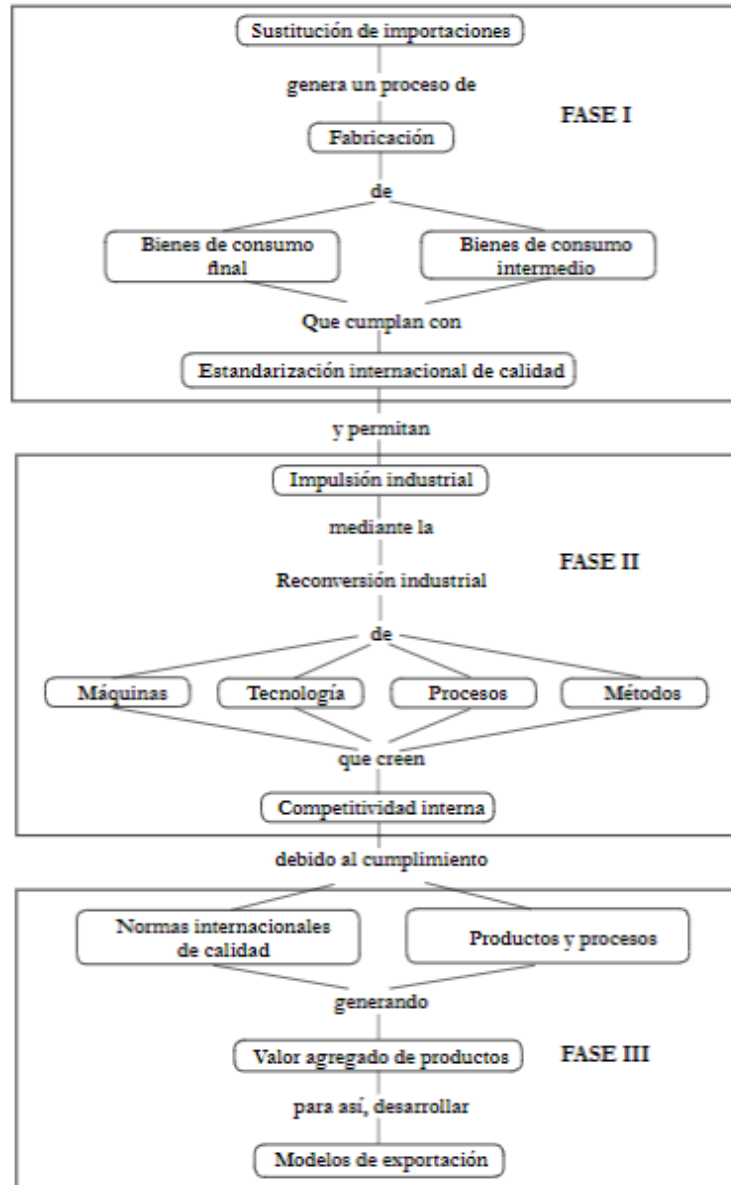 Sustitución de importaciones
genera un proceso de
FASE I
Fabricación
de
Bienes de consumo
final
Bienes de consumo
intermedio
Que cumplan con
Estandarización internacional de calidad
y permitan
Impulsión industrial
mediante la
FASE II
Reconversión industrial
de
Máquinas
Tecnología
Procesos
Métodos
que creen
Competitividad interna
debido al cumplimiento
Normas internacionales
de calidad
Productos y procesos
generando
Valor agregado de productos
FASE III
para así, desarrollar
Modelos de exportación